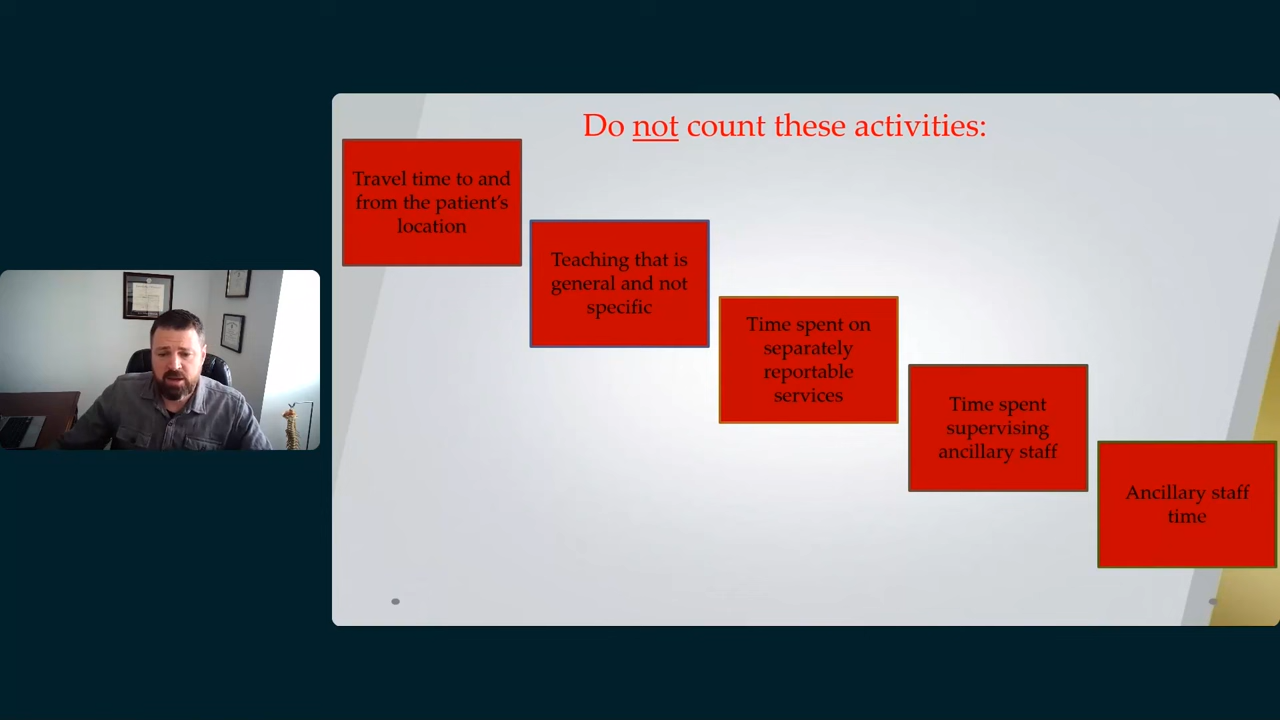 Do not count these activities:
Travel time to and
from the patient's
location
Teaching that is
general and not
specific
Time spent on
separately
reportable
services
Time spent
supervising
ancillary staff
Ancillary staff
time